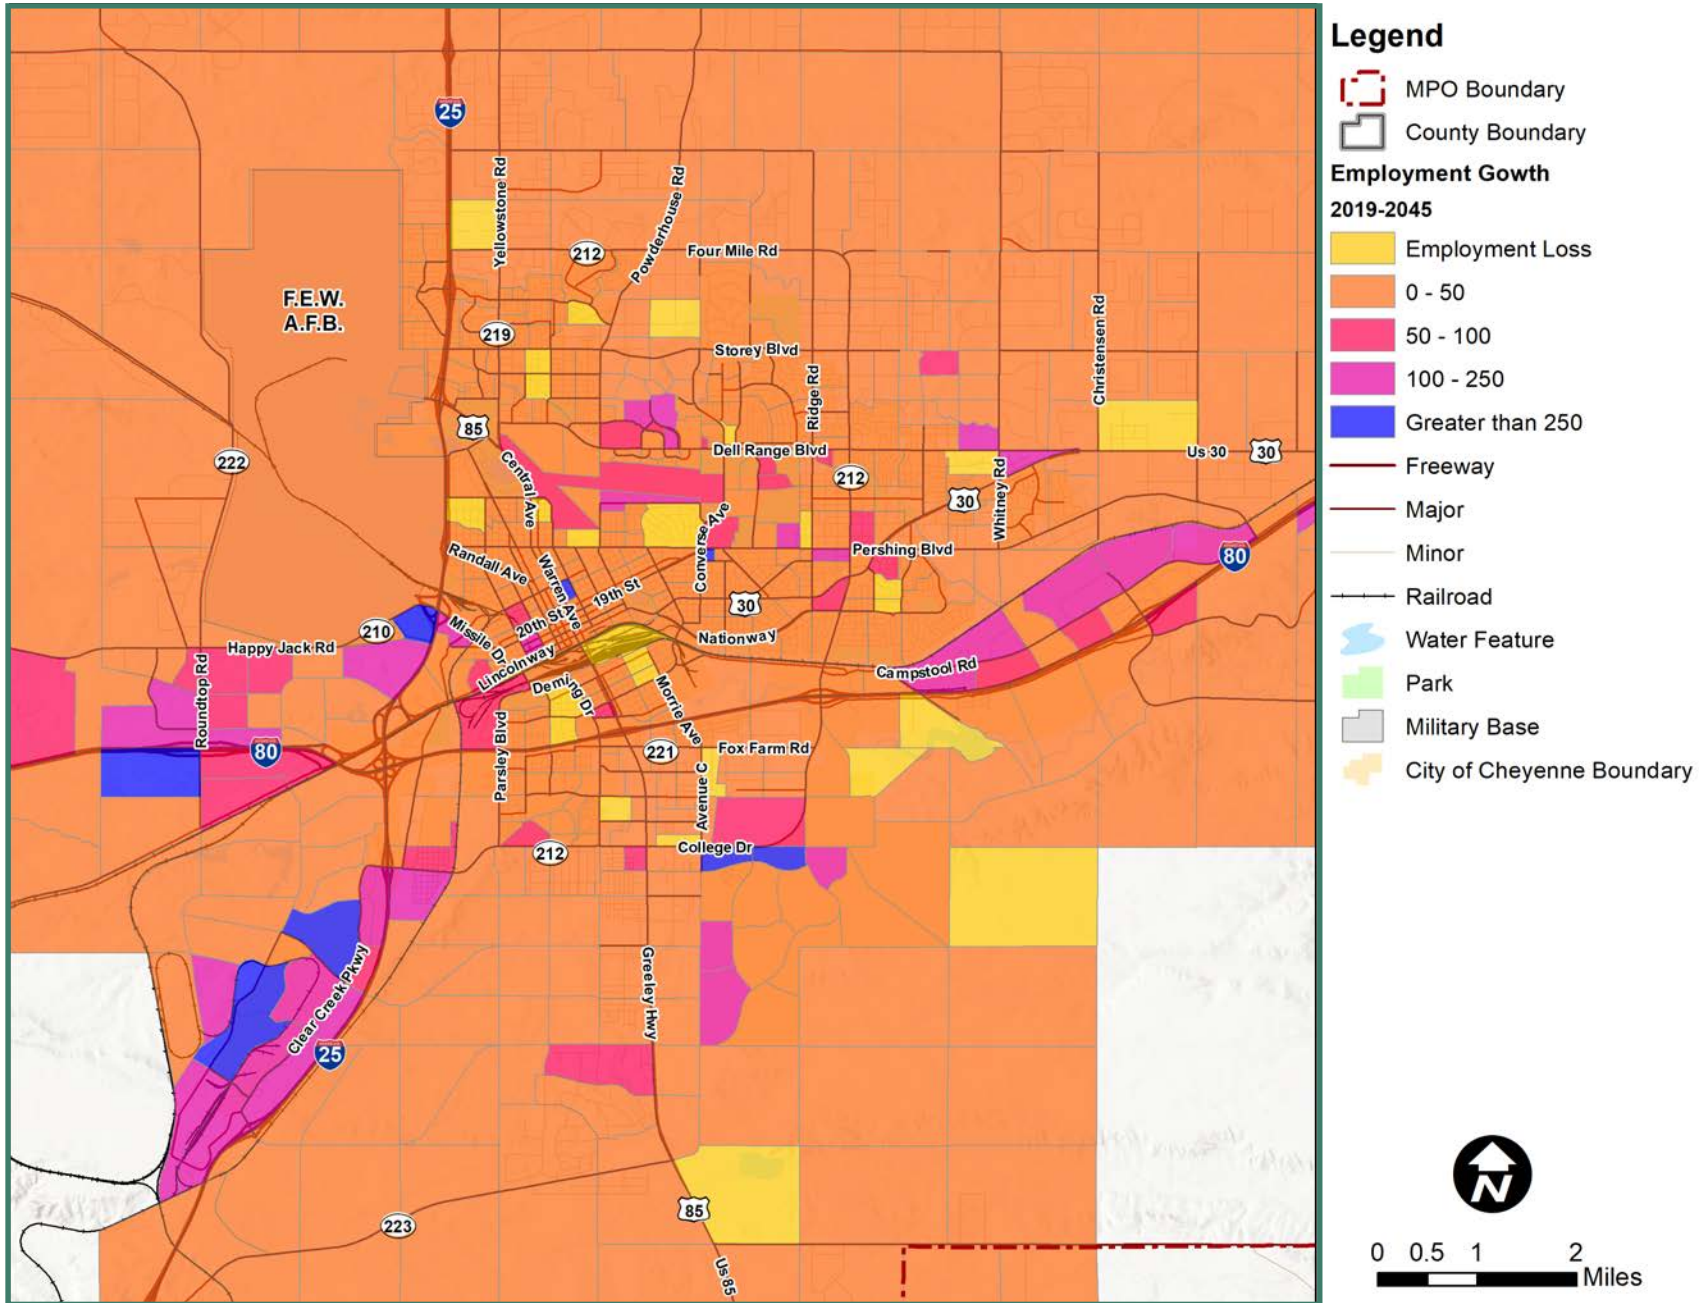 25
Yellowstone Rd
Powderhouse Rd
212
Four Mile Rd
F.E.W.
A.F.B.
219
Christensen Rd
Storey Blvd
Ridge Rd
85
Dell Range Blvd
Us 30
30
222
Central Ave
212
Whitney Rd
30
Converse Ave
Randall Ave
Warren Ave
Pershing Blvd
80
19th St
20th St
30
210
Happy Jack Rd
Missile Dr
Nationway
Lincolnway
Deming Dr
Campstool Rd
Roundtop Rd
Morrie Ave
Parsley Blvd
80
221
Fox Farm Rd
Avenue C
212
College Dr
Clear Creek Pkwy
Greeley Hwy
25
223
85
Us 85
Legend
MPO Boundary
County Boundary
Employment Gowth
2019-2045
Employment Loss
0 - 50
50 - 100
100 - 250
Greater than 250
Freeway
Major
Minor
Railroad
Water Feature
Park
Military Base
City of Cheyenne Boundary
N
0 0.5 1 2
Miles